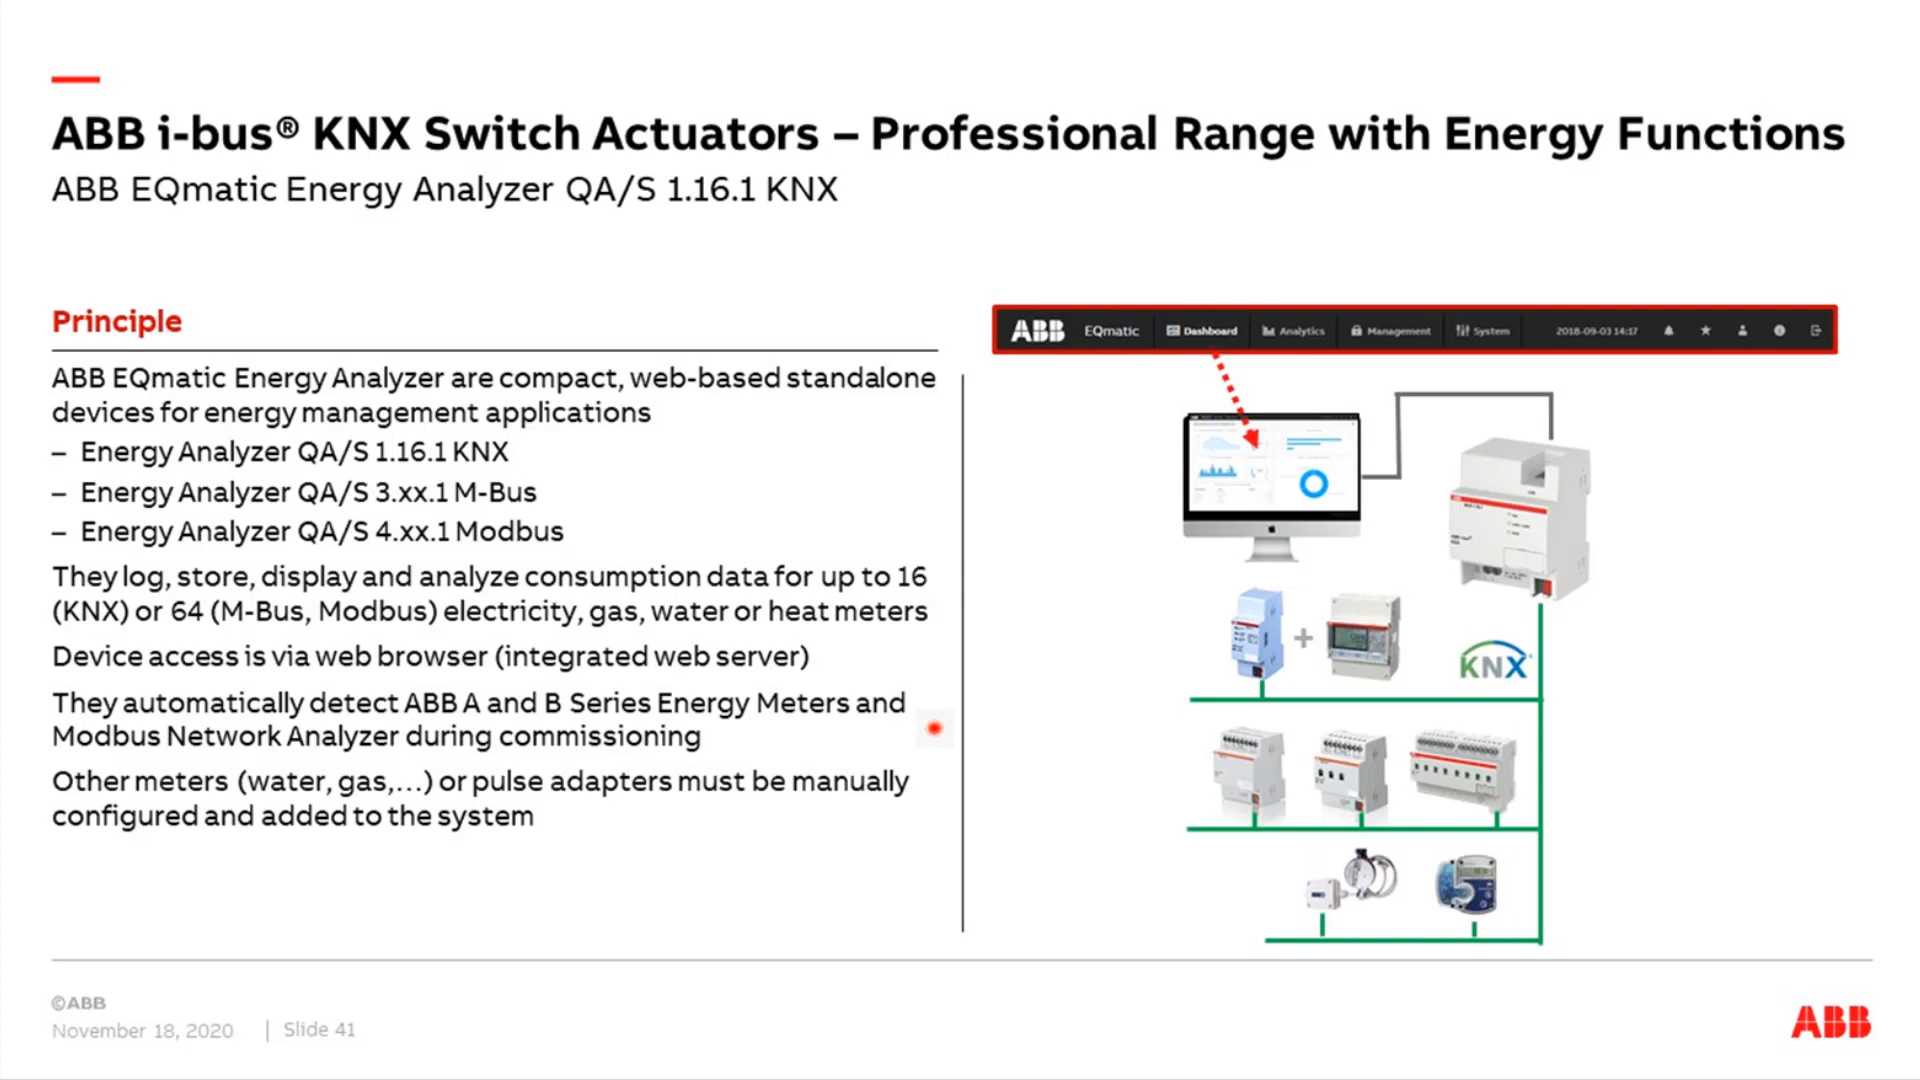 ABB i-bus® KNX Switch Actuators – Professional Range with Energy Functions
ABB EQmatic Energy Analyzer QA/S 1.16.1 KNX
Principle
ABB EQmatic Energy Analyzer are compact, web-based standalone
devices for energy management applications
– Energy Analyzer QA/S 1.16.1 KNX
– Energy Analyzer QA/S 3.xx.1 M-Bus
– Energy Analyzer QA/S 4.xx.1 Modbus
They log, store, display and analyze consumption data for up to 16
(KNX) or 64 (M-Bus, Modbus) electricity, gas, water or heat meters
Device access is via web browser (integrated web server)
They automatically detect ABB A and B Series Energy Meters and
Modbus Network Analyzer during commissioning
Other meters (water, gas,...) or pulse adapters must be manually
configured and added to the system
ABB EQmatic Dashboard Analytics Management System 2018-09-03 14:17
+
KNX
©ABB
November 18, 2020 | Slide 41
ABB